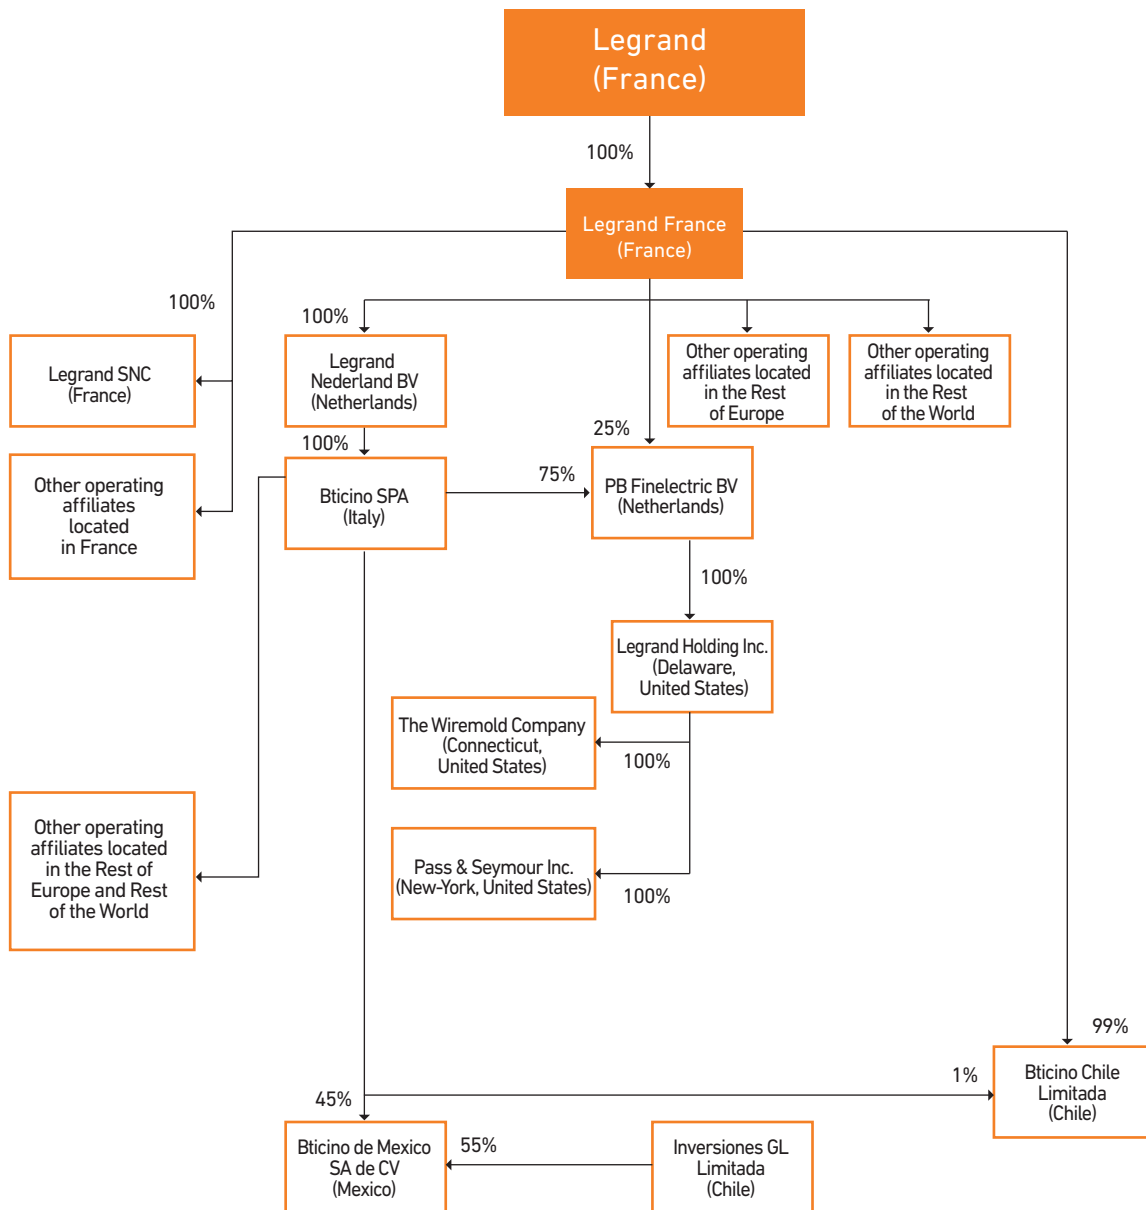 Legrand
(France)
100%
Legrand France
(France)
100%
100%
Legrand SNC
(France)
Legrand
Nederland BV
(Netherlands)
Other operating
affiliates located
in the Rest
of Europe
Other operating
affiliates located
in the Rest
of the World
25%
100%
Other operating
affiliates
located
in France
Bticino SPA
(Italy)
75%
PB Finelectric BV
(Netherlands)
100%
Legrand Holding Inc.
(Delaware,
United States)
The Wiremold Company
(Connecticut,
United States)
100%
Other operating
affiliates located
in the Rest of
Europe and Rest
of the World
Pass & Seymour Inc.
(New-York, United States)
100%
99%
1%
Bticino Chile
Limitada
(Chile)
45%
Bticino de Mexico
SA de CV
(Mexico)
55%
Inversiones GL
Limitada
(Chile)